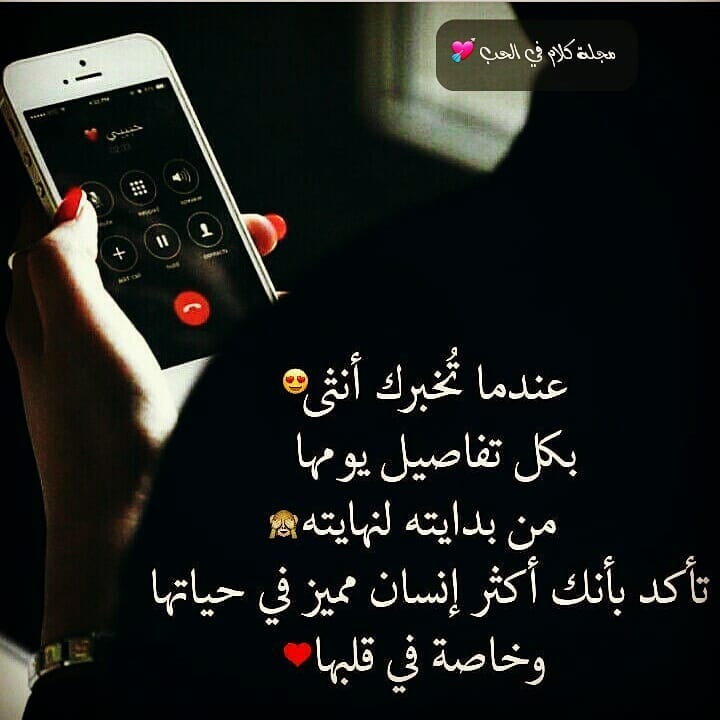 مجلة كلام في الحب 💘
حبيبي ❤
عندما تُخبرك أنثى😍
بكل تفاصيل يومها
من بدايته لنهايته🙈
تأكد بأنك أكثر إنسان مميز في حياتها
وخاصة في قلبها❤